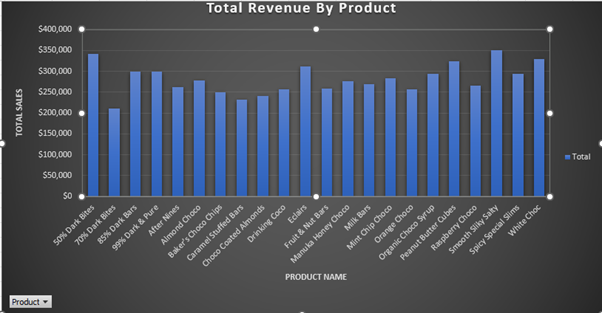 Total Revenue By Product
$400,000
$350,000
$300,000
$250,000
$200,000
$150,000
$100,000
$50,000
$0
TOTAL SALES
50% Dark Bites
70% Dark Bites
85% Dark Bars
99% Dark & Pure
After Nines
Almond Choco
Baker's Choco Chips
Caramel Stuffed Bars
Choco Coated Almonds
Drinking Coco
Eclairs
Fruit & Nut Bars
Manuka Honey Choco
Milk Bars
Mint Chip Choco
Orange Choco
Organic Choco Syrup
Peanut Butter Cubes
Raspberry Choco
Smooth Sliky Salty
Spicy Special Slims
White Choc
PRODUCT NAME
Total
Product